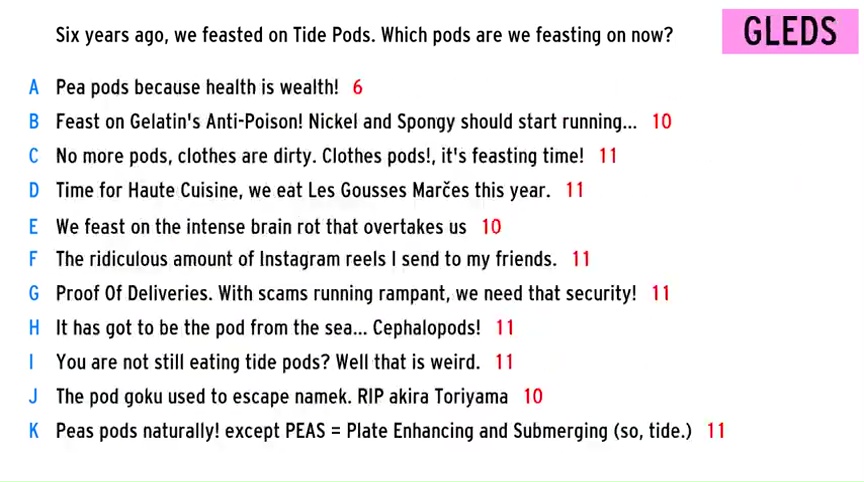 Six years ago, we feasted on Tide Pods. Which pods are we feasting on now?
GLEDS
A Pea pods because health is wealth! 6
B Feast on Gelatin's Anti-Poison! Nickel and Spongy should start running... 10
C No more pods, clothes are dirty. Clothes pods!, it's feasting time! 11
D Time for Haute Cuisine, we eat Les Gousses Marčes this year. 11
E We feast on the intense brain rot that overtakes us 10
F The ridiculous amount of Instagram reels I send to my friends. 11
G Proof Of Deliveries. With scams running rampant, we need that security! 11
H It has got to be the pod from the sea... Cephalopods! 11
I You are not still eating tide pods? Well that is weird. 11
J The pod goku used to escape namek. RIP akira Toriyama 10
K Peas pods naturally! except PEAS = Plate Enhancing and Submerging (so, tide.) 11